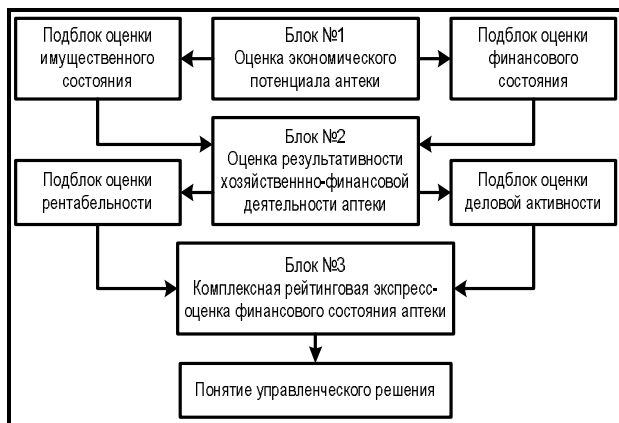 Подблок оценки
имущественного
состояния
Блок №1
Оценка экономического
потенциала антеки
Подблок оценки
финансового
состояния
Блок №2
Оценка результативности
хозяйственнно-финансовой
деятельности аптеки
Подблок оценки
рентабельности
Подблок оценки
деловой активности
Блок №3
Комплексная рейтинговая экспресс-
оценка финансового состояния аптеки
Понятие управленческого решения